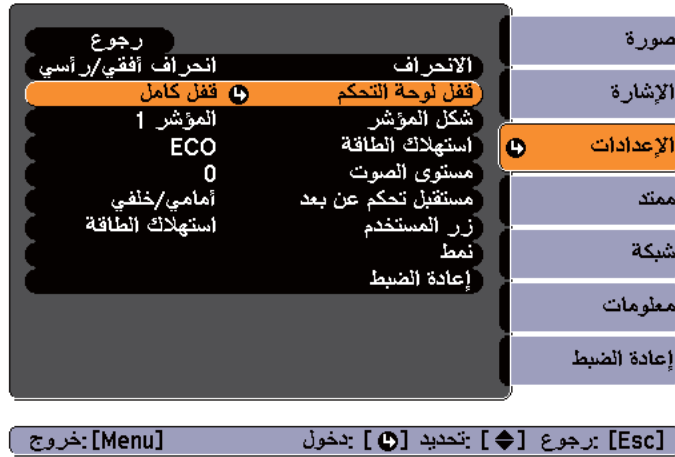 صورة
الإشارة
الإعدادات
ممتد
شبكة
معلومات
إعادة الضبط
رجوع
الانحراف انحراف أفقي/رأسي
قفل لوحة التحكم قفل كامل
شكل المؤشر المؤشر 1
استهلاك الطاقة ECO
مستوى الصوت 0
مستقبل تحكم عن بعد أمامي/خلفي
زر المستخدم استهلاك الطاقة
نمط
إعادة الضبط
[Esc] :رجوع [ ] :تحديد [ ] :دخول [Menu] :خروج